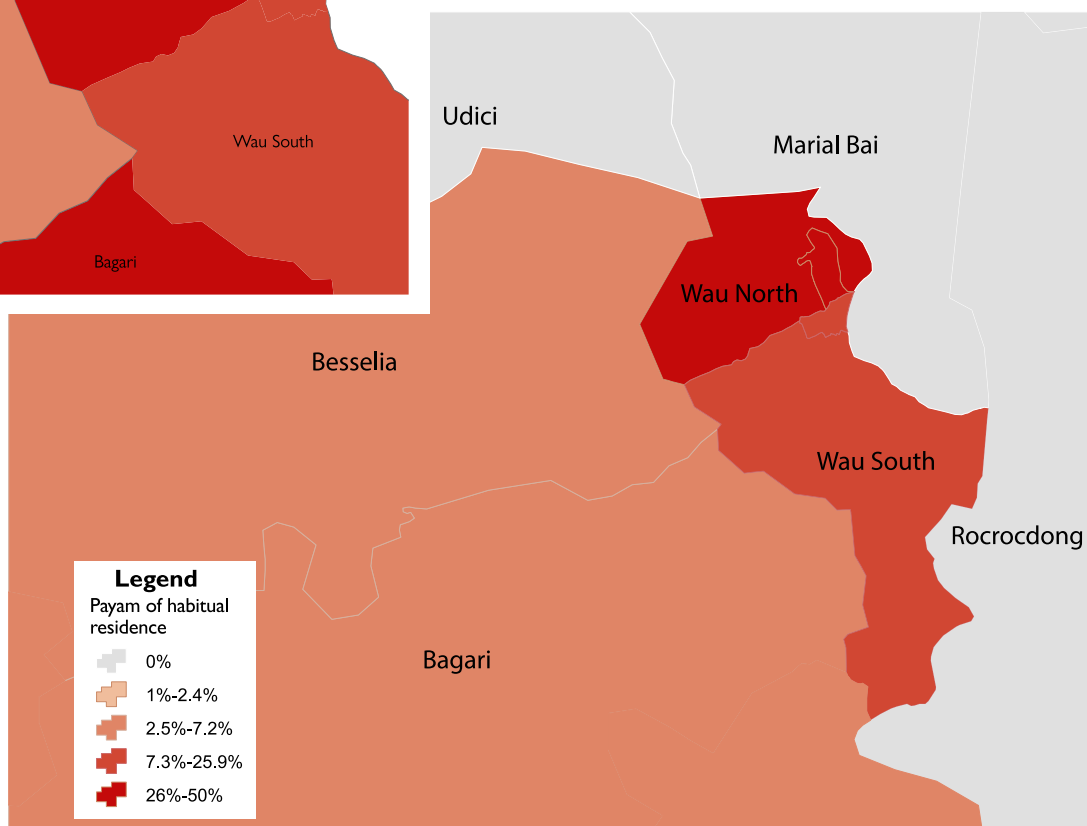 Wau South
Bagari
Udici
Marial Bai
Wau North
Besselia
Wau South
Rocrocdong
Bagari
Legend
Payam of habitual
residence
0%
1%-2.4%
2.5%-7.2%
7.3%-25.9%
26%-50%